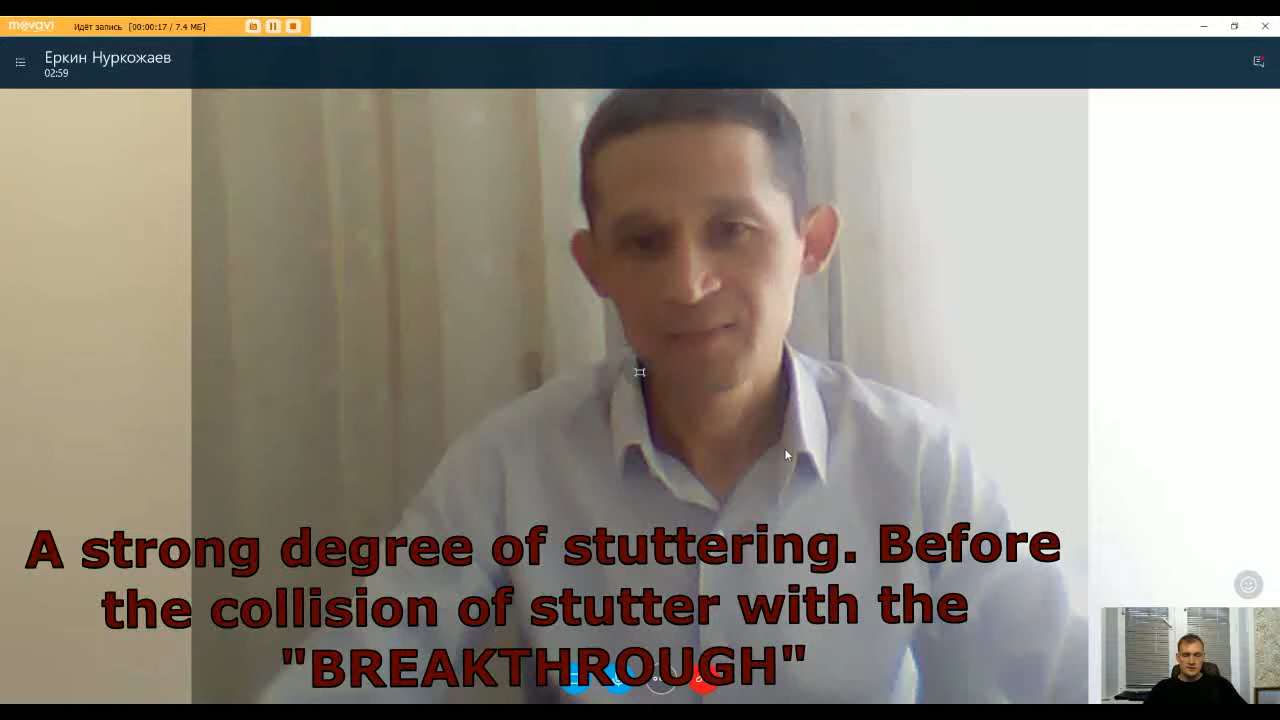 movavi
Идёт запись [00:00:17 / 7.4 МБ]
Еркин Нуркожаев
02:59
A strong degree of stuttering. Before
the collision of stutter with the
"BREAKTHROUGH"